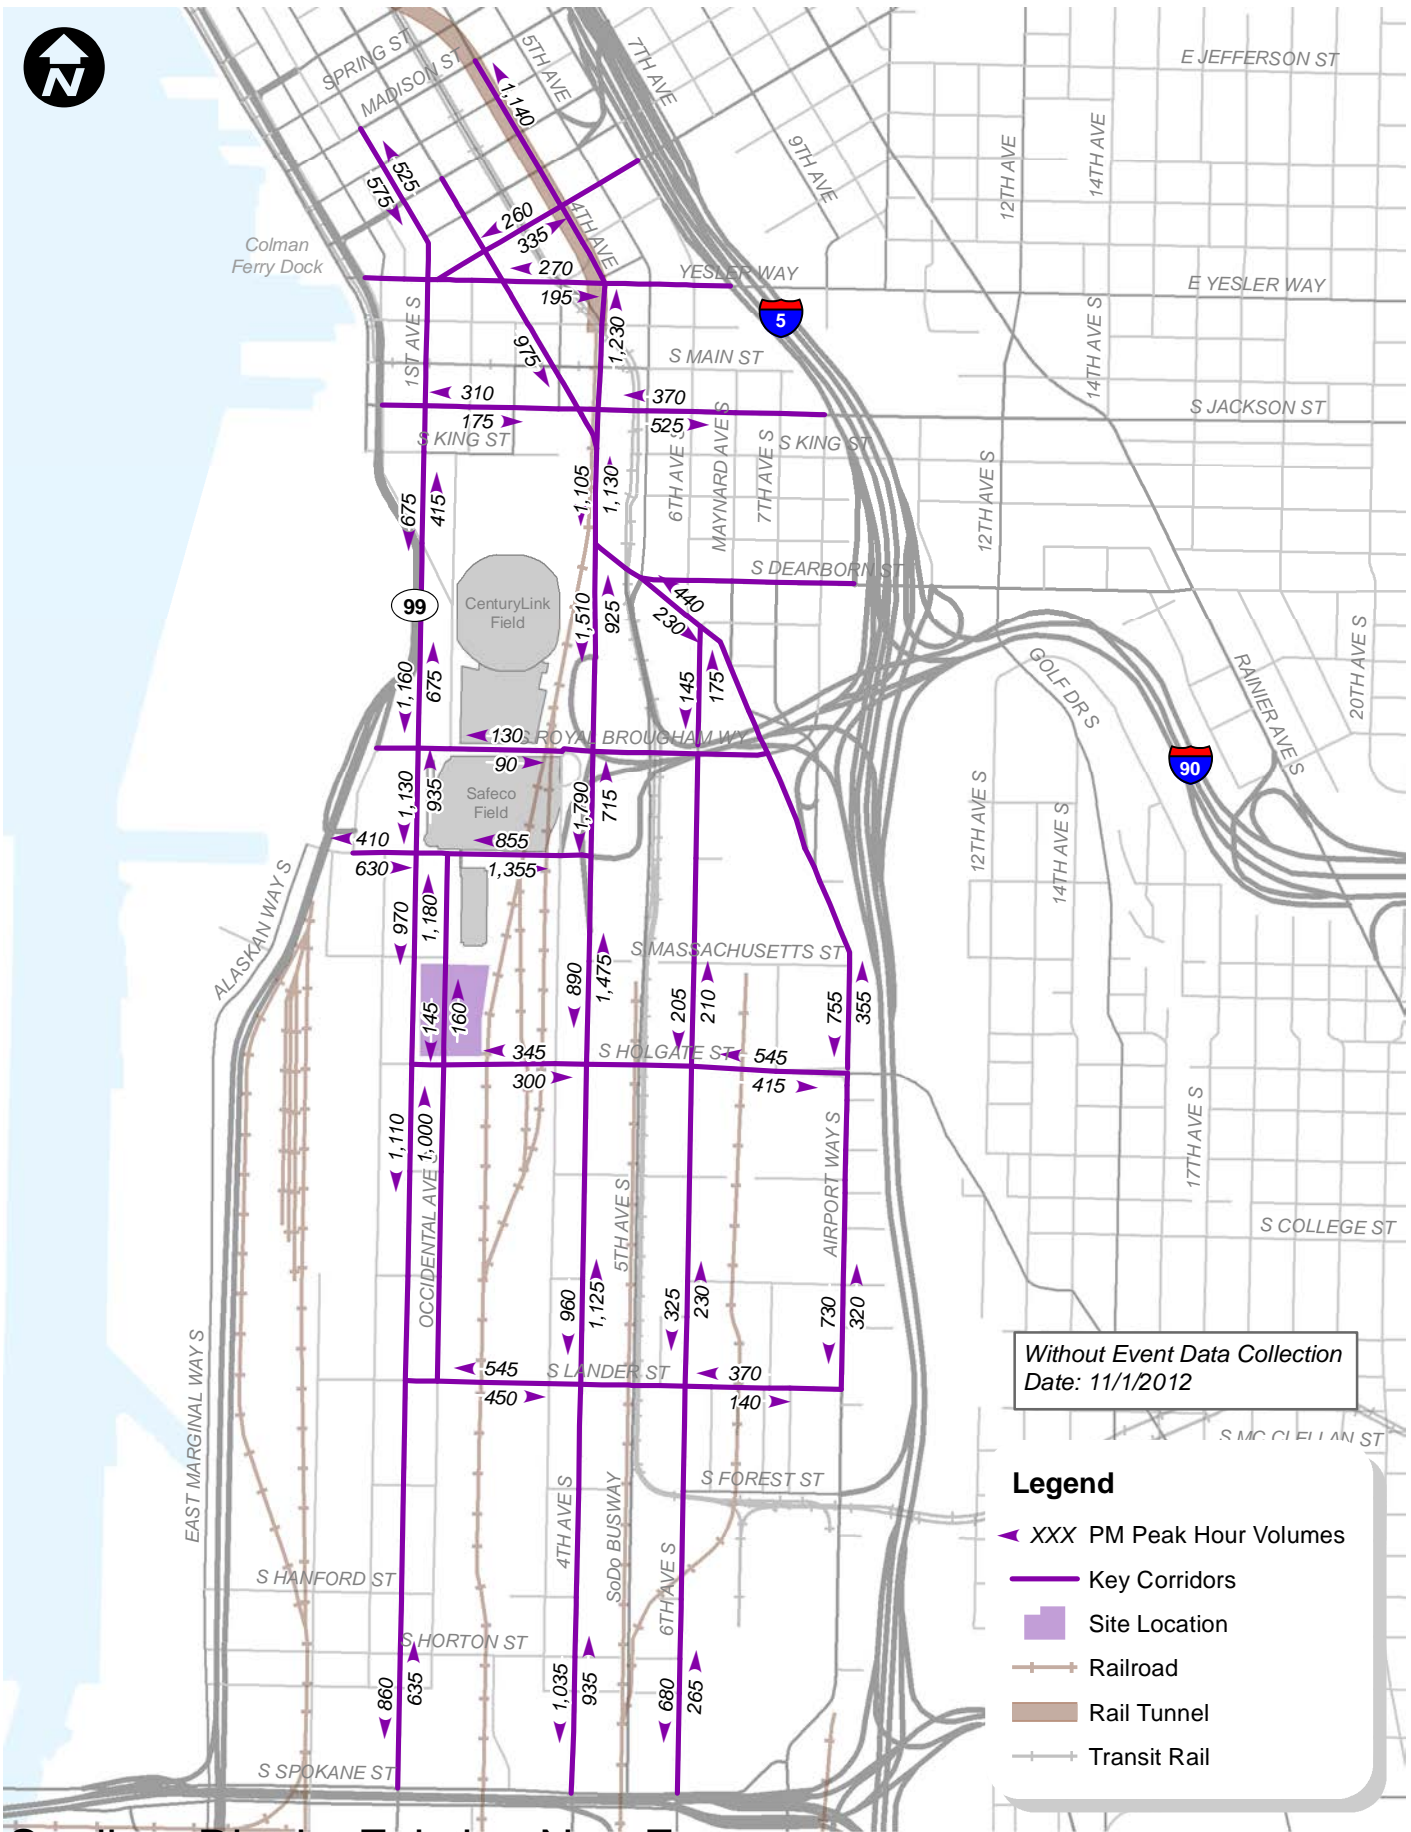 N
SPRING ST
MADISON ST
5TH AVE
7TH AVE
E JEFFERSON ST
1,140
9TH AVE
12TH AVE
14TH AVE
525
575
260
335
4TH AVE
Colman
Ferry Dock
270
195
YESLER WAY
E YESLER WAY
5
1ST AVE S
975
1,230
S MAIN ST
14TH AVE S
310
175
370
525
S JACKSON ST
S KING ST
S KING ST
6TH AVE S
MAYNARD AVE S
7TH AVE S
12TH AVE S
675
415
1,105
1,130
S DEARBORN ST
99
CenturyLink
Field
1,510
925
440
230
20TH AVE S
GOLF DR S
RAINIER AVE S
1,160
675
145
175
130
90
S ROYAL BROUGHAM WY
90
1,130
935
Safeco
Field
1,790
715
12TH AVE S
14TH AVE S
410
630
855
1,355
ALASKAN WAY S
970
1,180
S MASSACHUSETTS ST
890
1,475
205
210
755
355
145
160
345
300
S HOLGATE ST
545
415
1,110
1,000
17TH AVE S
OCCIDENTAL AVE S
5TH AVE S
AIRPORT WAY S
S COLLEGE ST
960
1,125
325
230
730
320
EAST MARGINAL WAY S
545
450
S LANDER ST
370
140
Without Event Data Collection
Date: 11/1/2012
S MC CLELLAN ST
S FOREST ST
4TH AVE S
SoDo BUSWAY
6TH AVE S
S HANFORD ST
S HORTON ST
860
635
1,035
935
680
265
S SPOKANE ST
Legend
XXX PM Peak Hour Volumes
Key Corridors
Site Location
Railroad
Rail Tunnel
Transit Rail